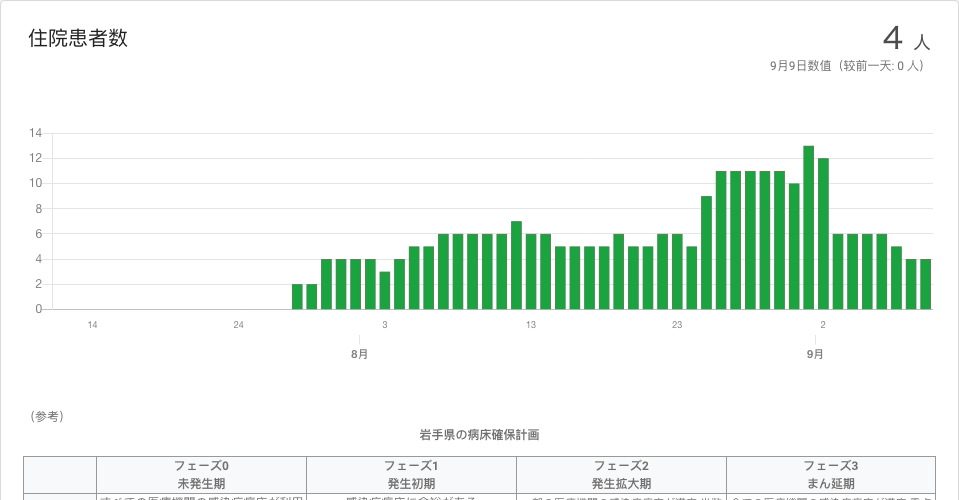 住院患者数
4 人
9月9日数值（较前一天: 0 人）
14
12
10
8
6
4
2
0
14 24 3 13 23 2
8月 9月
（参考）
岩手県の病床確保計画
フェーズ0 フェーズ1 フェーズ2 フェーズ3
未発生期 発生初期 発生拡大期 まん延期